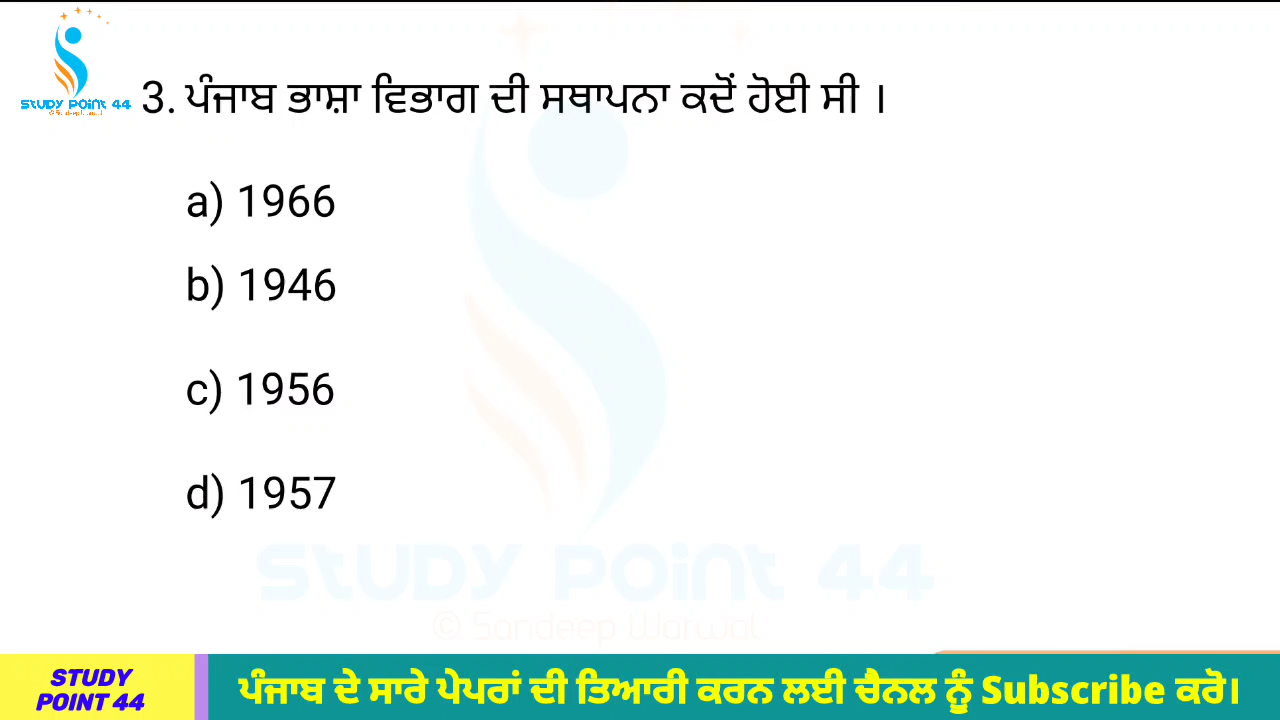 STUDY POINT 44
3. ਪੰਜਾਬ ਭਾਸ਼ਾ ਵਿਭਾਗ ਦੀ ਸਥਾਪਨਾ ਕਦੋਂ ਹੋਈ ਸੀ ।
a) 1966
b) 1946
c) 1956
d) 1957
STUDY POINT 44
© Sandeep Warwal
STUDY
POINT 44
ਪੰਜਾਬ ਦੇ ਸਾਰੇ ਪੇਪਰਾਂ ਦੀ ਤਿਆਰੀ ਕਰਨ ਲਈ ਚੈਨਲ ਨੂੰ Subscribe ਕਰੋ।